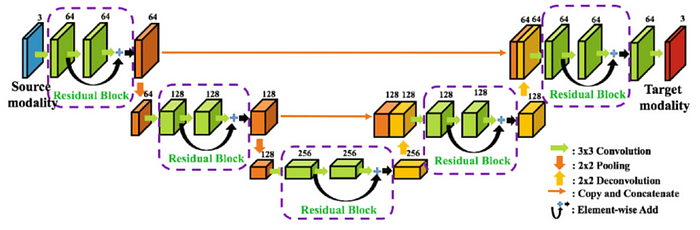 3
64
64
64
64 64
64
64
64
3
Source
modality
Residual Block
Residual Block
Target
modality
64
128
128
128
128 128
128
128
128
Residual Block
Residual Block
128
256
256
256
Residual Block
: 3x3 Convolution
: 2x2 Pooling
: 2x2 Deconvolution
: Copy and Concatenate
: Element-wise Add